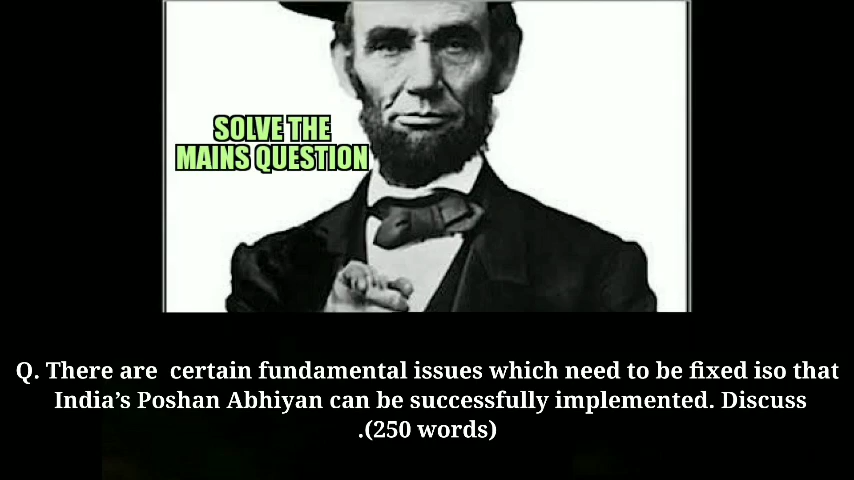 SOLVE THE
MAINS QUESTION
Q. There are  certain fundamental issues which need to be fixed iso that
India’s Poshan Abhiyan can be successfully implemented. Discuss
.(250 words)